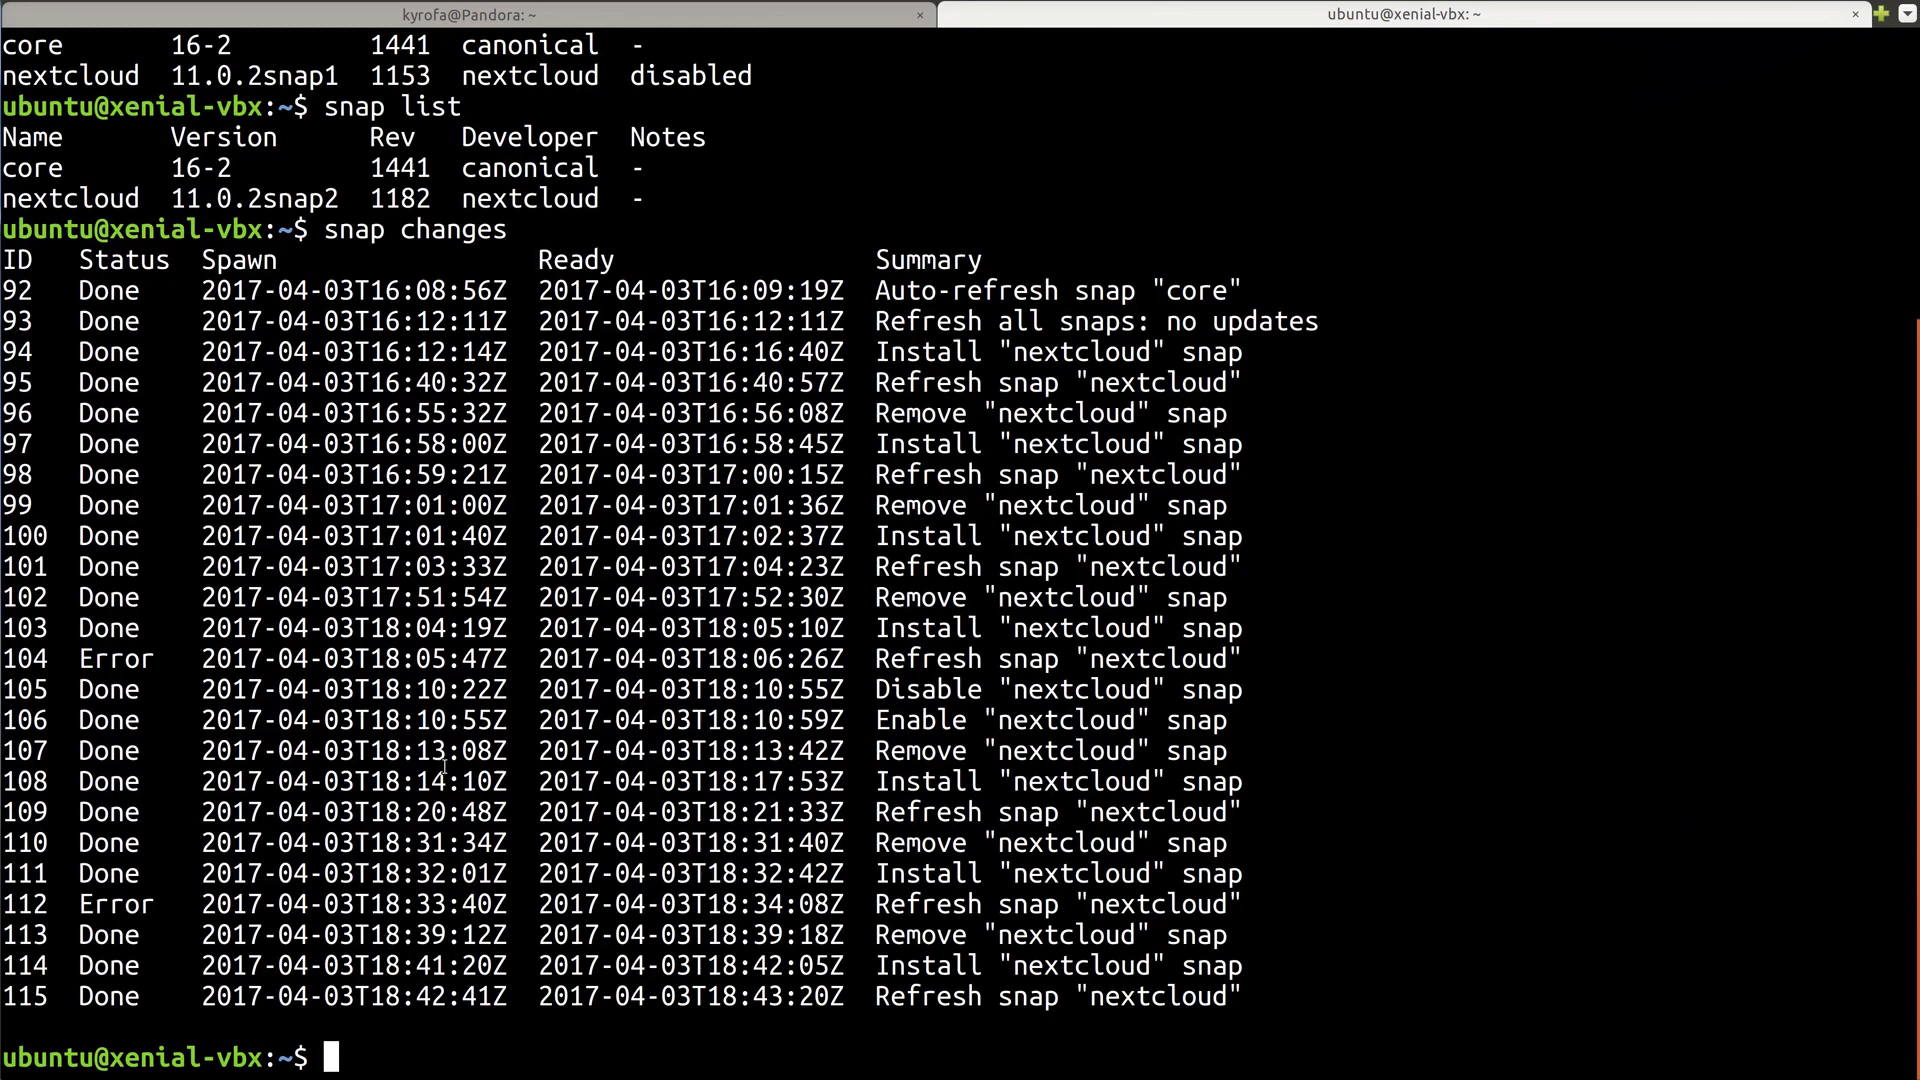 kyrofa@Pandora: ~ × ubuntu@xenial-vbx: ~ ×
core 16-2 1441 canonical -
nextcloud 11.0.2snap1 1153 nextcloud disabled
ubuntu@xenial-vbx:~$ snap list
Name Version Rev Developer Notes
core 16-2 1441 canonical -
nextcloud 11.0.2snap2 1182 nextcloud -
ubuntu@xenial-vbx:~$ snap changes
ID Status Spawn Ready Summary
92 Done 2017-04-03T16:08:56Z 2017-04-03T16:09:19Z Auto-refresh snap "core"
93 Done 2017-04-03T16:12:11Z 2017-04-03T16:12:11Z Refresh all snaps: no updates
94 Done 2017-04-03T16:12:14Z 2017-04-03T16:16:40Z Install "nextcloud" snap
95 Done 2017-04-03T16:40:32Z 2017-04-03T16:40:57Z Refresh snap "nextcloud"
96 Done 2017-04-03T16:55:32Z 2017-04-03T16:56:08Z Remove "nextcloud" snap
97 Done 2017-04-03T16:58:00Z 2017-04-03T16:58:45Z Install "nextcloud" snap
98 Done 2017-04-03T16:59:21Z 2017-04-03T17:00:15Z Refresh snap "nextcloud"
99 Done 2017-04-03T17:01:00Z 2017-04-03T17:01:36Z Remove "nextcloud" snap
100 Done 2017-04-03T17:01:40Z 2017-04-03T17:02:37Z Install "nextcloud" snap
101 Done 2017-04-03T17:03:33Z 2017-04-03T17:04:23Z Refresh snap "nextcloud"
102 Done 2017-04-03T17:51:54Z 2017-04-03T17:52:30Z Remove "nextcloud" snap
103 Done 2017-04-03T18:04:19Z 2017-04-03T18:05:10Z Install "nextcloud" snap
104 Error 2017-04-03T18:05:47Z 2017-04-03T18:06:26Z Refresh snap "nextcloud"
105 Done 2017-04-03T18:10:22Z 2017-04-03T18:10:55Z Disable "nextcloud" snap
106 Done 2017-04-03T18:10:55Z 2017-04-03T18:10:59Z Enable "nextcloud" snap
107 Done 2017-04-03T18:13:08Z 2017-04-03T18:13:42Z Remove "nextcloud" snap
108 Done 2017-04-03T18:14:10Z 2017-04-03T18:17:53Z Install "nextcloud" snap
109 Done 2017-04-03T18:20:48Z 2017-04-03T18:21:33Z Refresh snap "nextcloud"
110 Done 2017-04-03T18:31:34Z 2017-04-03T18:31:40Z Remove "nextcloud" snap
111 Done 2017-04-03T18:32:01Z 2017-04-03T18:32:42Z Install "nextcloud" snap
112 Error 2017-04-03T18:33:40Z 2017-04-03T18:34:08Z Refresh snap "nextcloud"
113 Done 2017-04-03T18:39:12Z 2017-04-03T18:39:18Z Remove "nextcloud" snap
114 Done 2017-04-03T18:41:20Z 2017-04-03T18:42:05Z Install "nextcloud" snap
115 Done 2017-04-03T18:42:41Z 2017-04-03T18:43:20Z Refresh snap "nextcloud"
ubuntu@xenial-vbx:~$